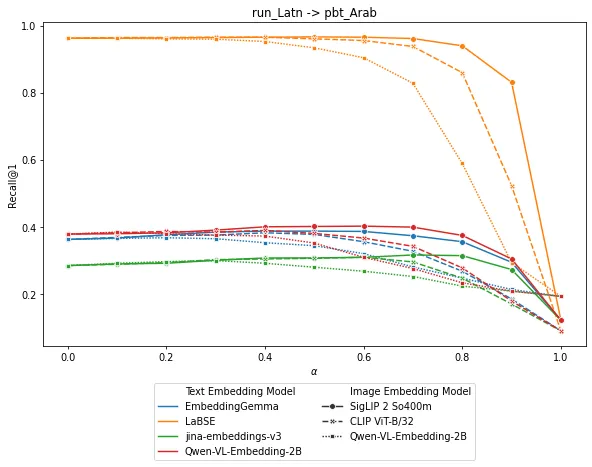 run_Latn -> pbt_Arab
Recall@1
1.0
0.8
0.6
0.4
0.2
0.0 0.2 0.4 0.6 0.8 1.0
α
Text Embedding Model
EmbeddingGemma
LaBSE
jina-embeddings-v3
Qwen-VL-Embedding-2B
Image Embedding Model
SigLIP 2 So400m
CLIP ViT-B/32
Qwen-VL-Embedding-2B